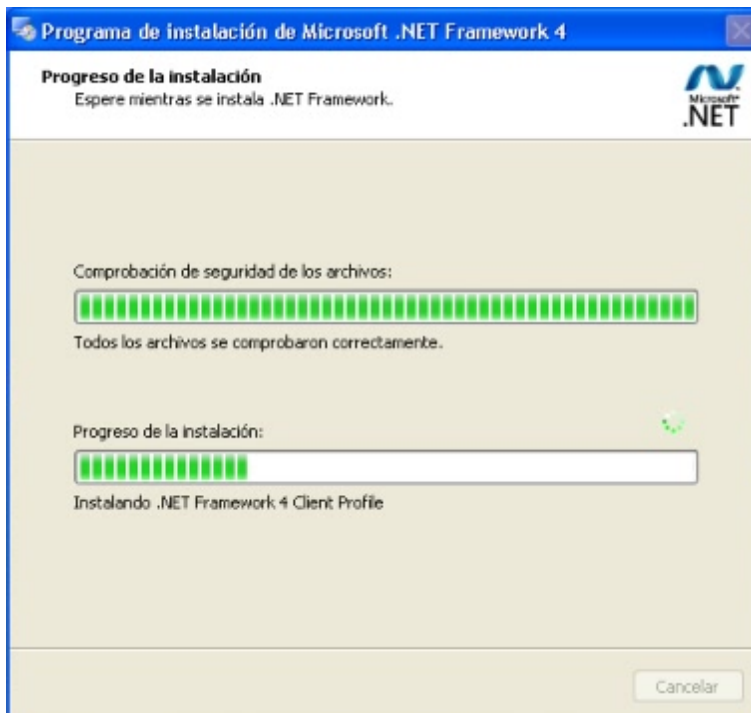 Programa de instalación de Microsoft .NET Framework 4
Progreso de la instalación
Espere mientras se instala .NET Framework.
Microsoft®
.NET
Comprobación de seguridad de los archivos:
Todos los archivos se comprobaron correctamente.
Progreso de la instalación:
Instalando .NET Framework 4 Client Profile
Cancelar